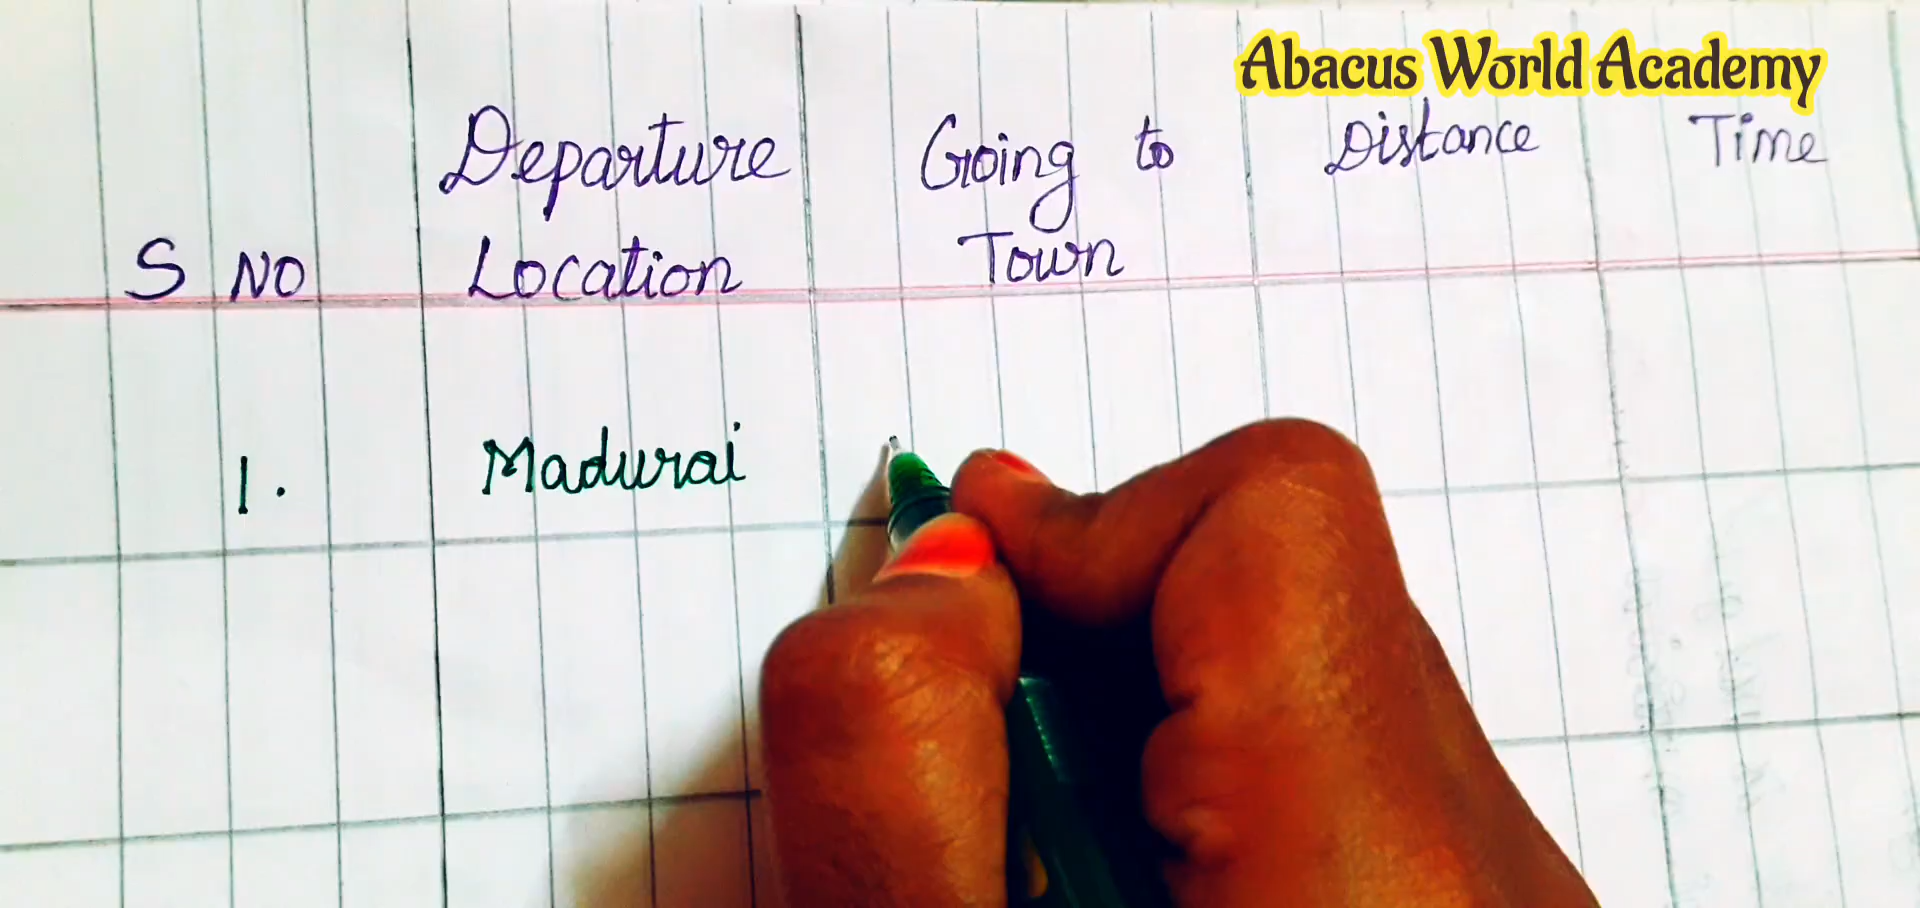 Abacus World Academy
Departure Going to Distance Time
S NO Location Town
1. Madurai